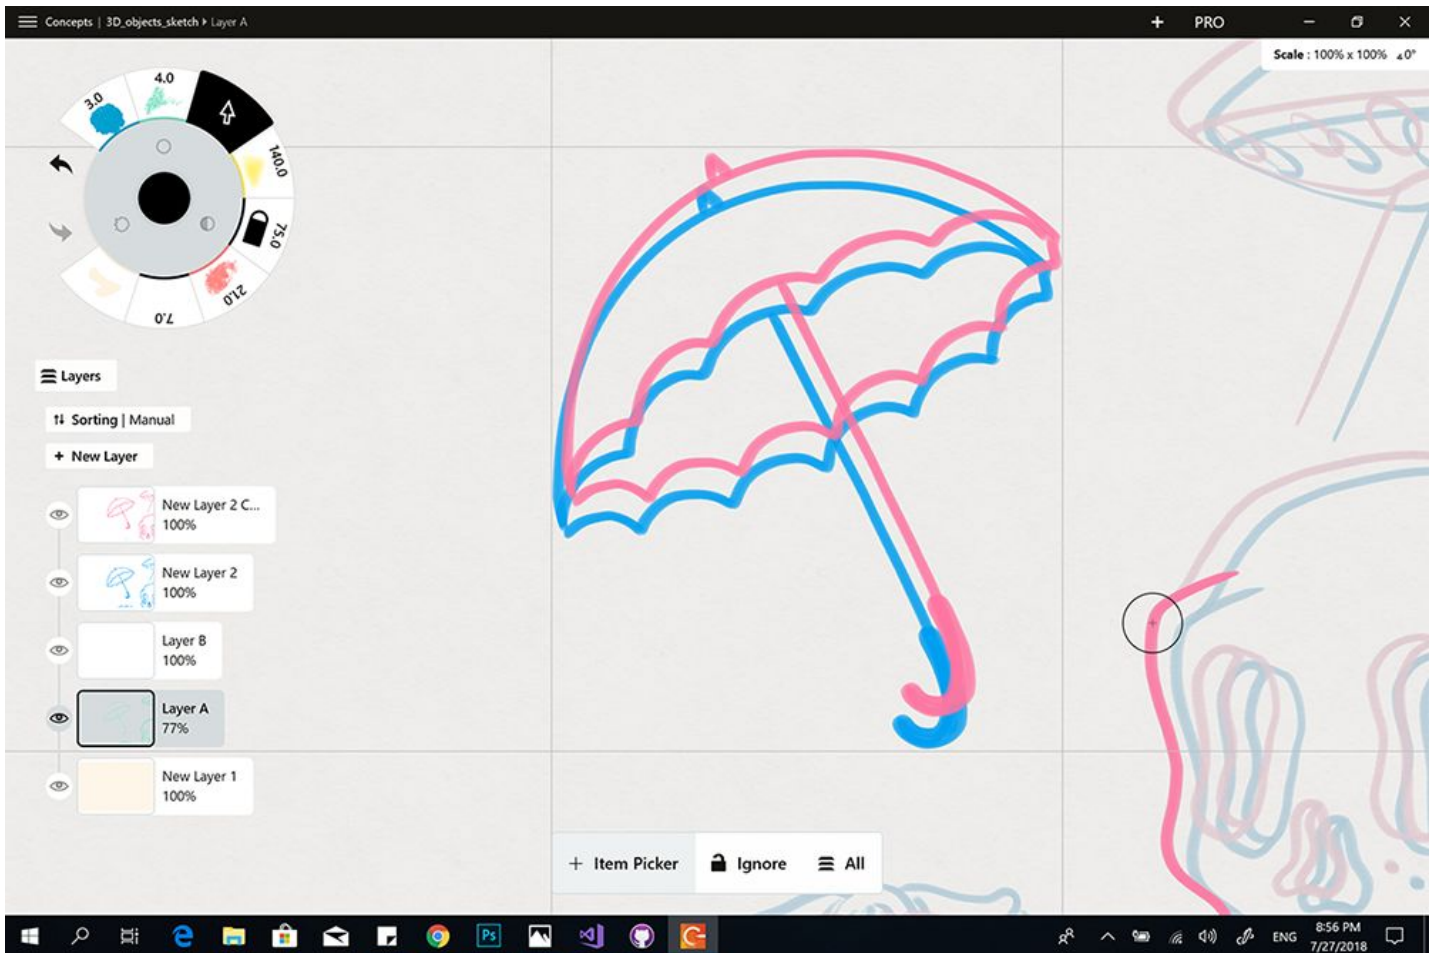 Concepts | 3D_objects_sketch ▸ Layer A
+ PRO
Scale : 100% x 100% ∡0°
4.0
3.0
140.0
75.0
21.0
7.0
Layers
Sorting | Manual
+ New Layer
New Layer 2 C...
100%
New Layer 2
100%
Layer B
100%
Layer A
77%
New Layer 1
100%
+ Item Picker Ignore All
Ps
ENG
8:56 PM
7/27/2018